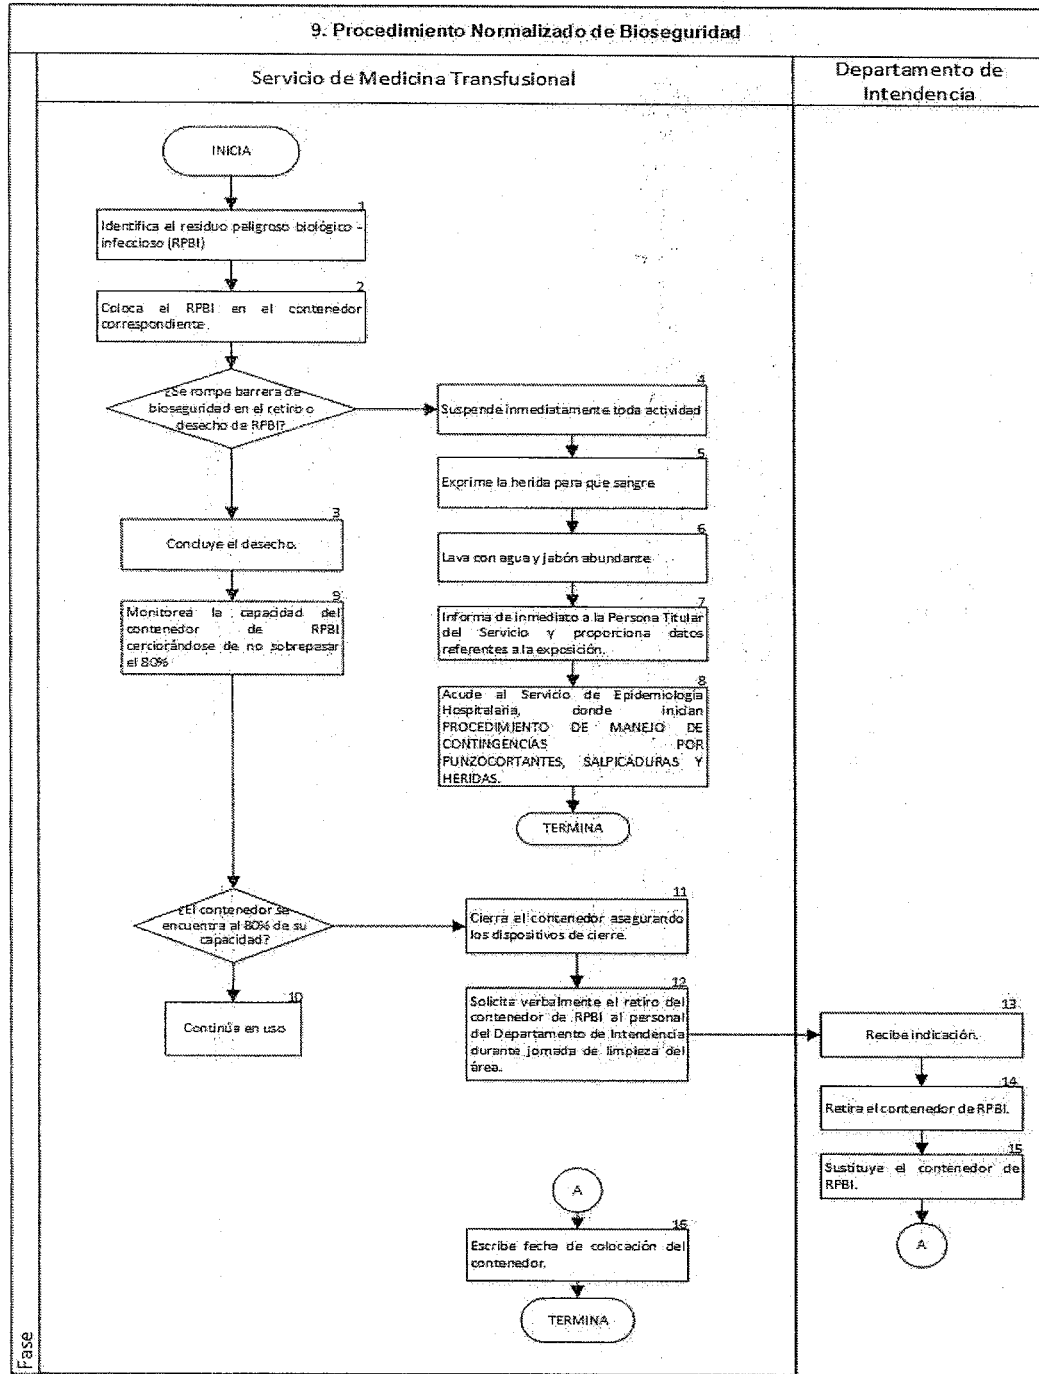 9. Procedimiento Normalizado de Bioseguridad
Servicio de Medicina Transfusional
Departamento de
Intendencia
INICIA
1
Identifica el residuo peligroso biológico -
infeccioso (RPBI)
2
Coloca el RPBI en el contenedor
correspondiente.
¿Se rompe barrera de
bioseguridad en el retiro o
desecho de RPBI?
4
Suspende inmediatamente toda actividad
5
Exprime la herida para que sangre
3
Concluye el desecho.
6
Lava con agua y jabón abundante
9
Monitorea la capacidad del
contenedor de RPBI
cerciorándose de no sobrepasar
el 80%
7
Informa de inmediato a la Persona Titular
del Servicio y proporciona datos
referentes a la exposición.
8
Acude al Servicio de Epidemiología
Hospitalaria, donde inician
PROCEDIMIENTO DE MANEJO DE
CONTINGENCIAS POR
PUNZOCORTANTES, SALPICADURAS Y
HERIDAS.
TERMINA
¿El contenedor se
encuentra al 80% de su
capacidad?
11
Cierra el contenedor asegurando
los dispositivos de cierre.
10
Continúa en uso
12
Solicita verbalmente el retiro del
contenedor de RPBI al personal
del Departamento de Intendencia
durante jornada de limpieza del
área.
13
Recibe indicación.
14
Retira el contenedor de RPBI.
15
Sustituye el contenedor de
RPBI.
A
A
16
Escribe fecha de colocación del
contenedor.
TERMINA
Fase